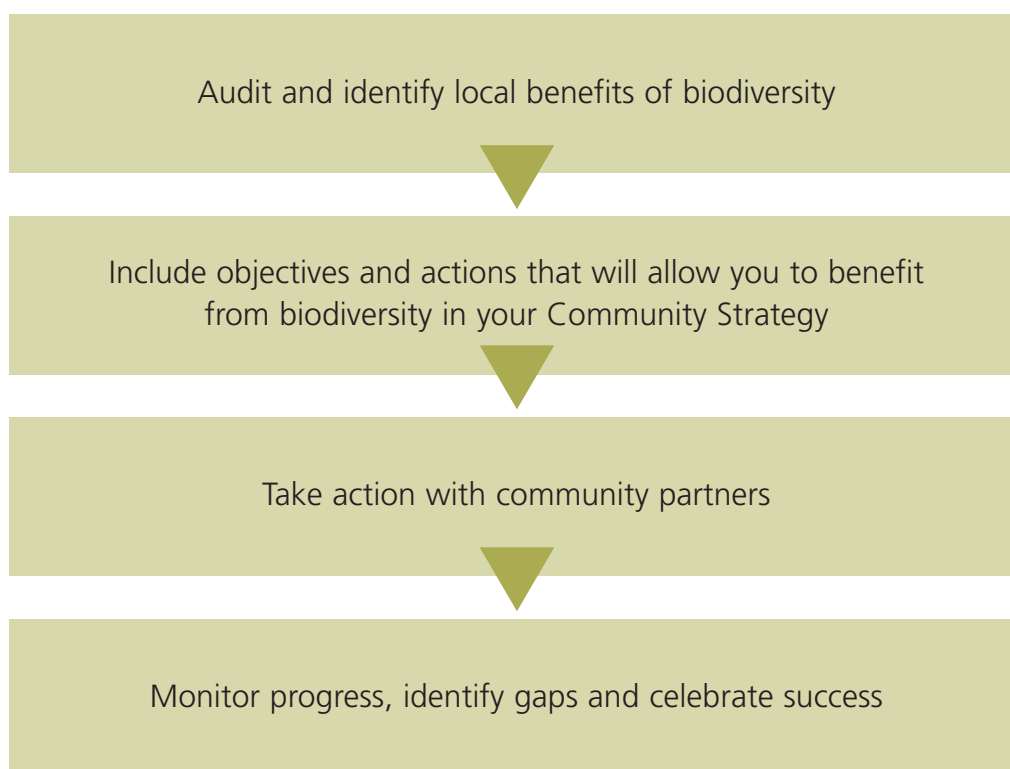 Audit and identify local benefits of biodiversity
Include objectives and actions that will allow you to benefit
from biodiversity in your Community Strategy
Take action with community partners
Monitor progress, identify gaps and celebrate success